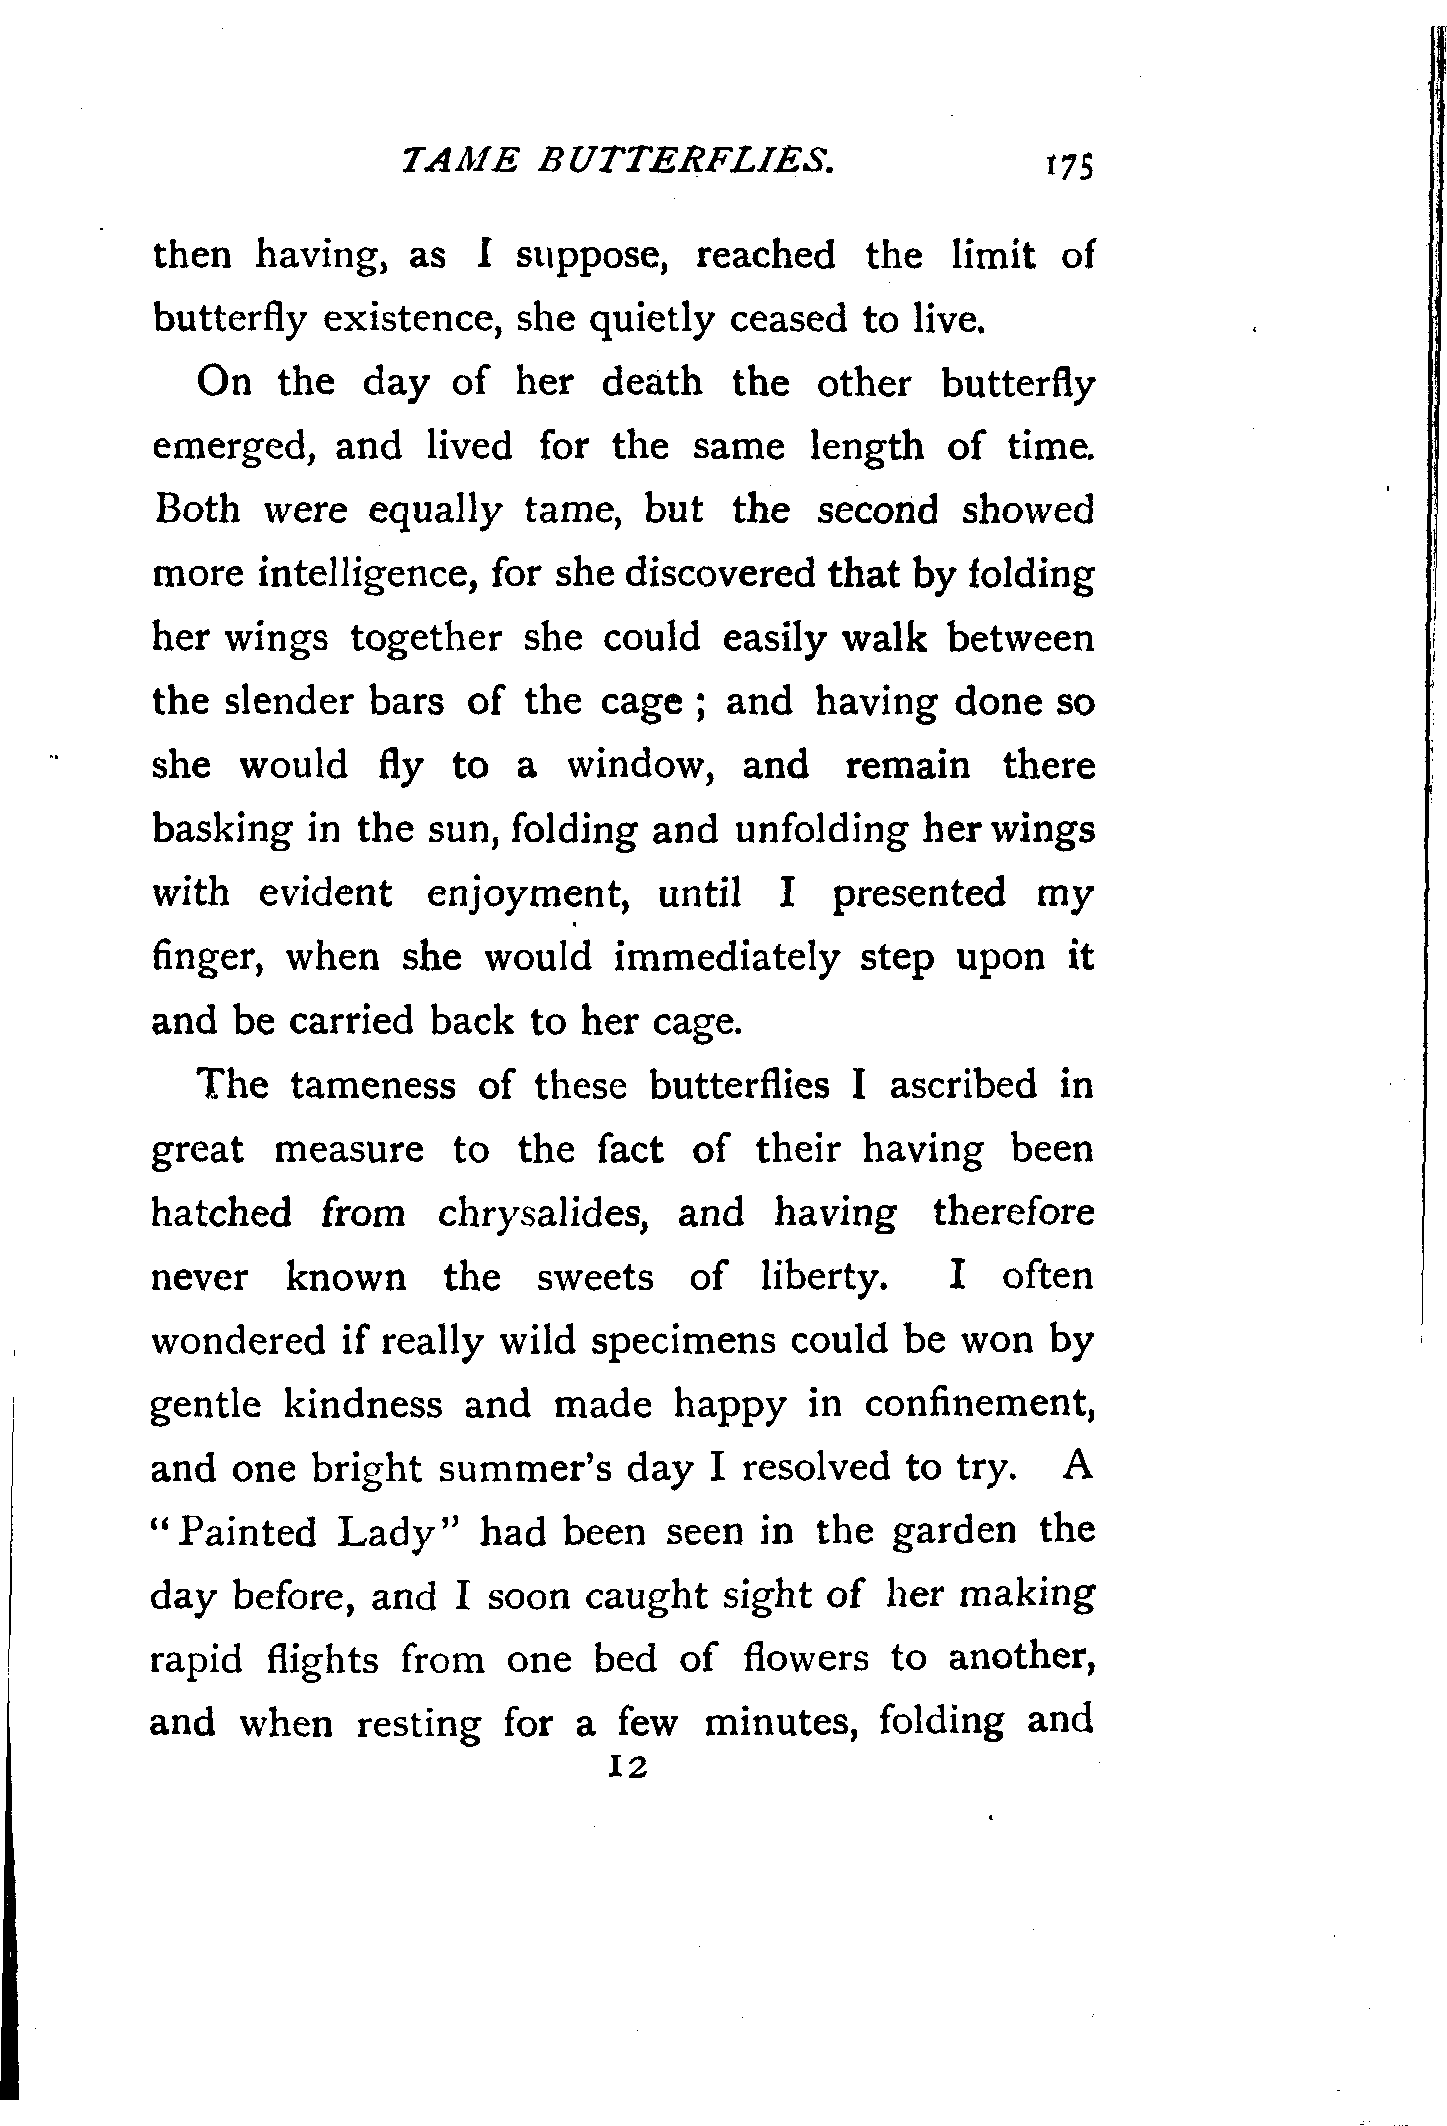 TAME BUTTERFLIES. 175
then having, as I suppose, reached the limit of
butterfly existence, she quietly ceased to live.
On the day of her death the other butterfly
emerged, and lived for the same length of time.
Both were equally tame, but the second showed
more intelligence, for she discovered that by folding
her wings together she could easily walk between
the slender bars of the cage ; and having done so
she would fly to a window, and remain there
basking in the sun, folding and unfolding her wings
with evident enjoyment, until I presented my
finger, when she would immediately step upon it
and be carried back to her cage.
The tameness of these butterflies I ascribed in
great measure to the fact of their having been
hatched from chrysalides, and having therefore
never known the sweets of liberty. I often
wondered if really wild specimens could be won by
gentle kindness and made happy in confinement,
and one bright summer's day I resolved to try. A
“Painted Lady” had been seen in the garden the
day before, and I soon caught sight of her making
rapid flights from one bed of flowers to another,
and when resting for a few minutes, folding and
12